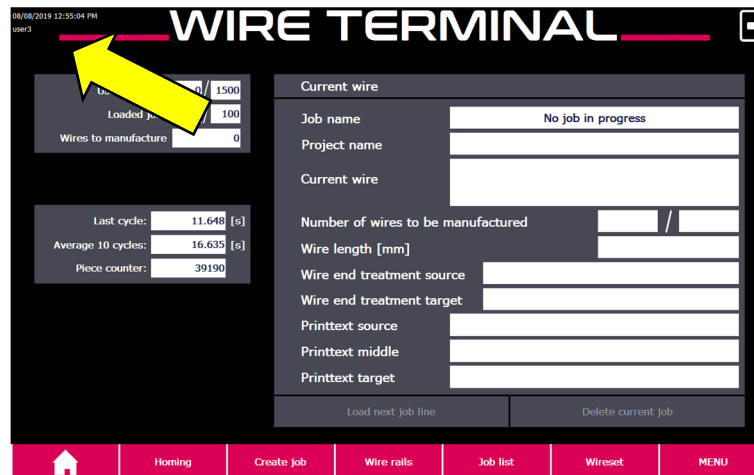 08/08/2019 12:55:04 PM
user3
WIRE TERMINAL
0 / 1500
Loaded / 100
Wires to manufacture 0
Last cycle: 11.648 [s]
Average 10 cycles: 16.635 [s]
Piece counter: 39190
Current wire
Job name No job in progress
Project name
Current wire
Number of wires to be manufactured /
Wire length [mm]
Wire end treatment source
Wire end treatment target
Printtext source
Printtext middle
Printtext target
Load next job line Delete current job
Homing Create job Wire rails Job list Wireset MENU